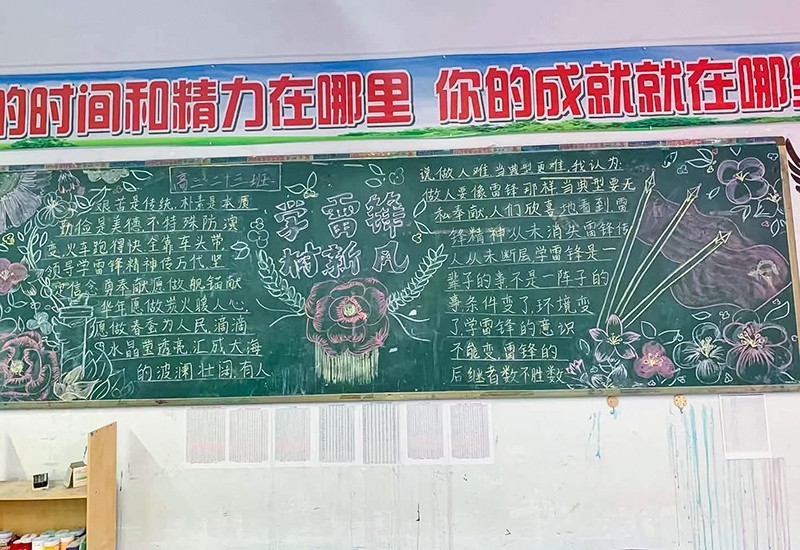 的时间和精力在哪里 你的成就就在哪里
高二二十三班
艰苦是传统,朴素是本质
勤俭是美德,不特殊防演
变,火车跑得快全靠车头带,
领导学雷锋精神传万代,坚
定信念勇奉献愿做舰锚献
华年愿做炭火暖人心,
愿做春蚕为人民滴滴
水晶莹透亮,汇成大海
的波澜壮阔,有人
学雷锋
树新风
说做人难,当典型更难,我认为:
做人要像雷锋那样当典型要无
私奉献人们欣喜地看到雷
锋精神从未消失雷锋传
人从未断层学雷锋是一
辈子的事,不是一阵子的
事,条件变了,环境变
了学雷锋的意识
不能变,雷锋的
后继者数不胜数